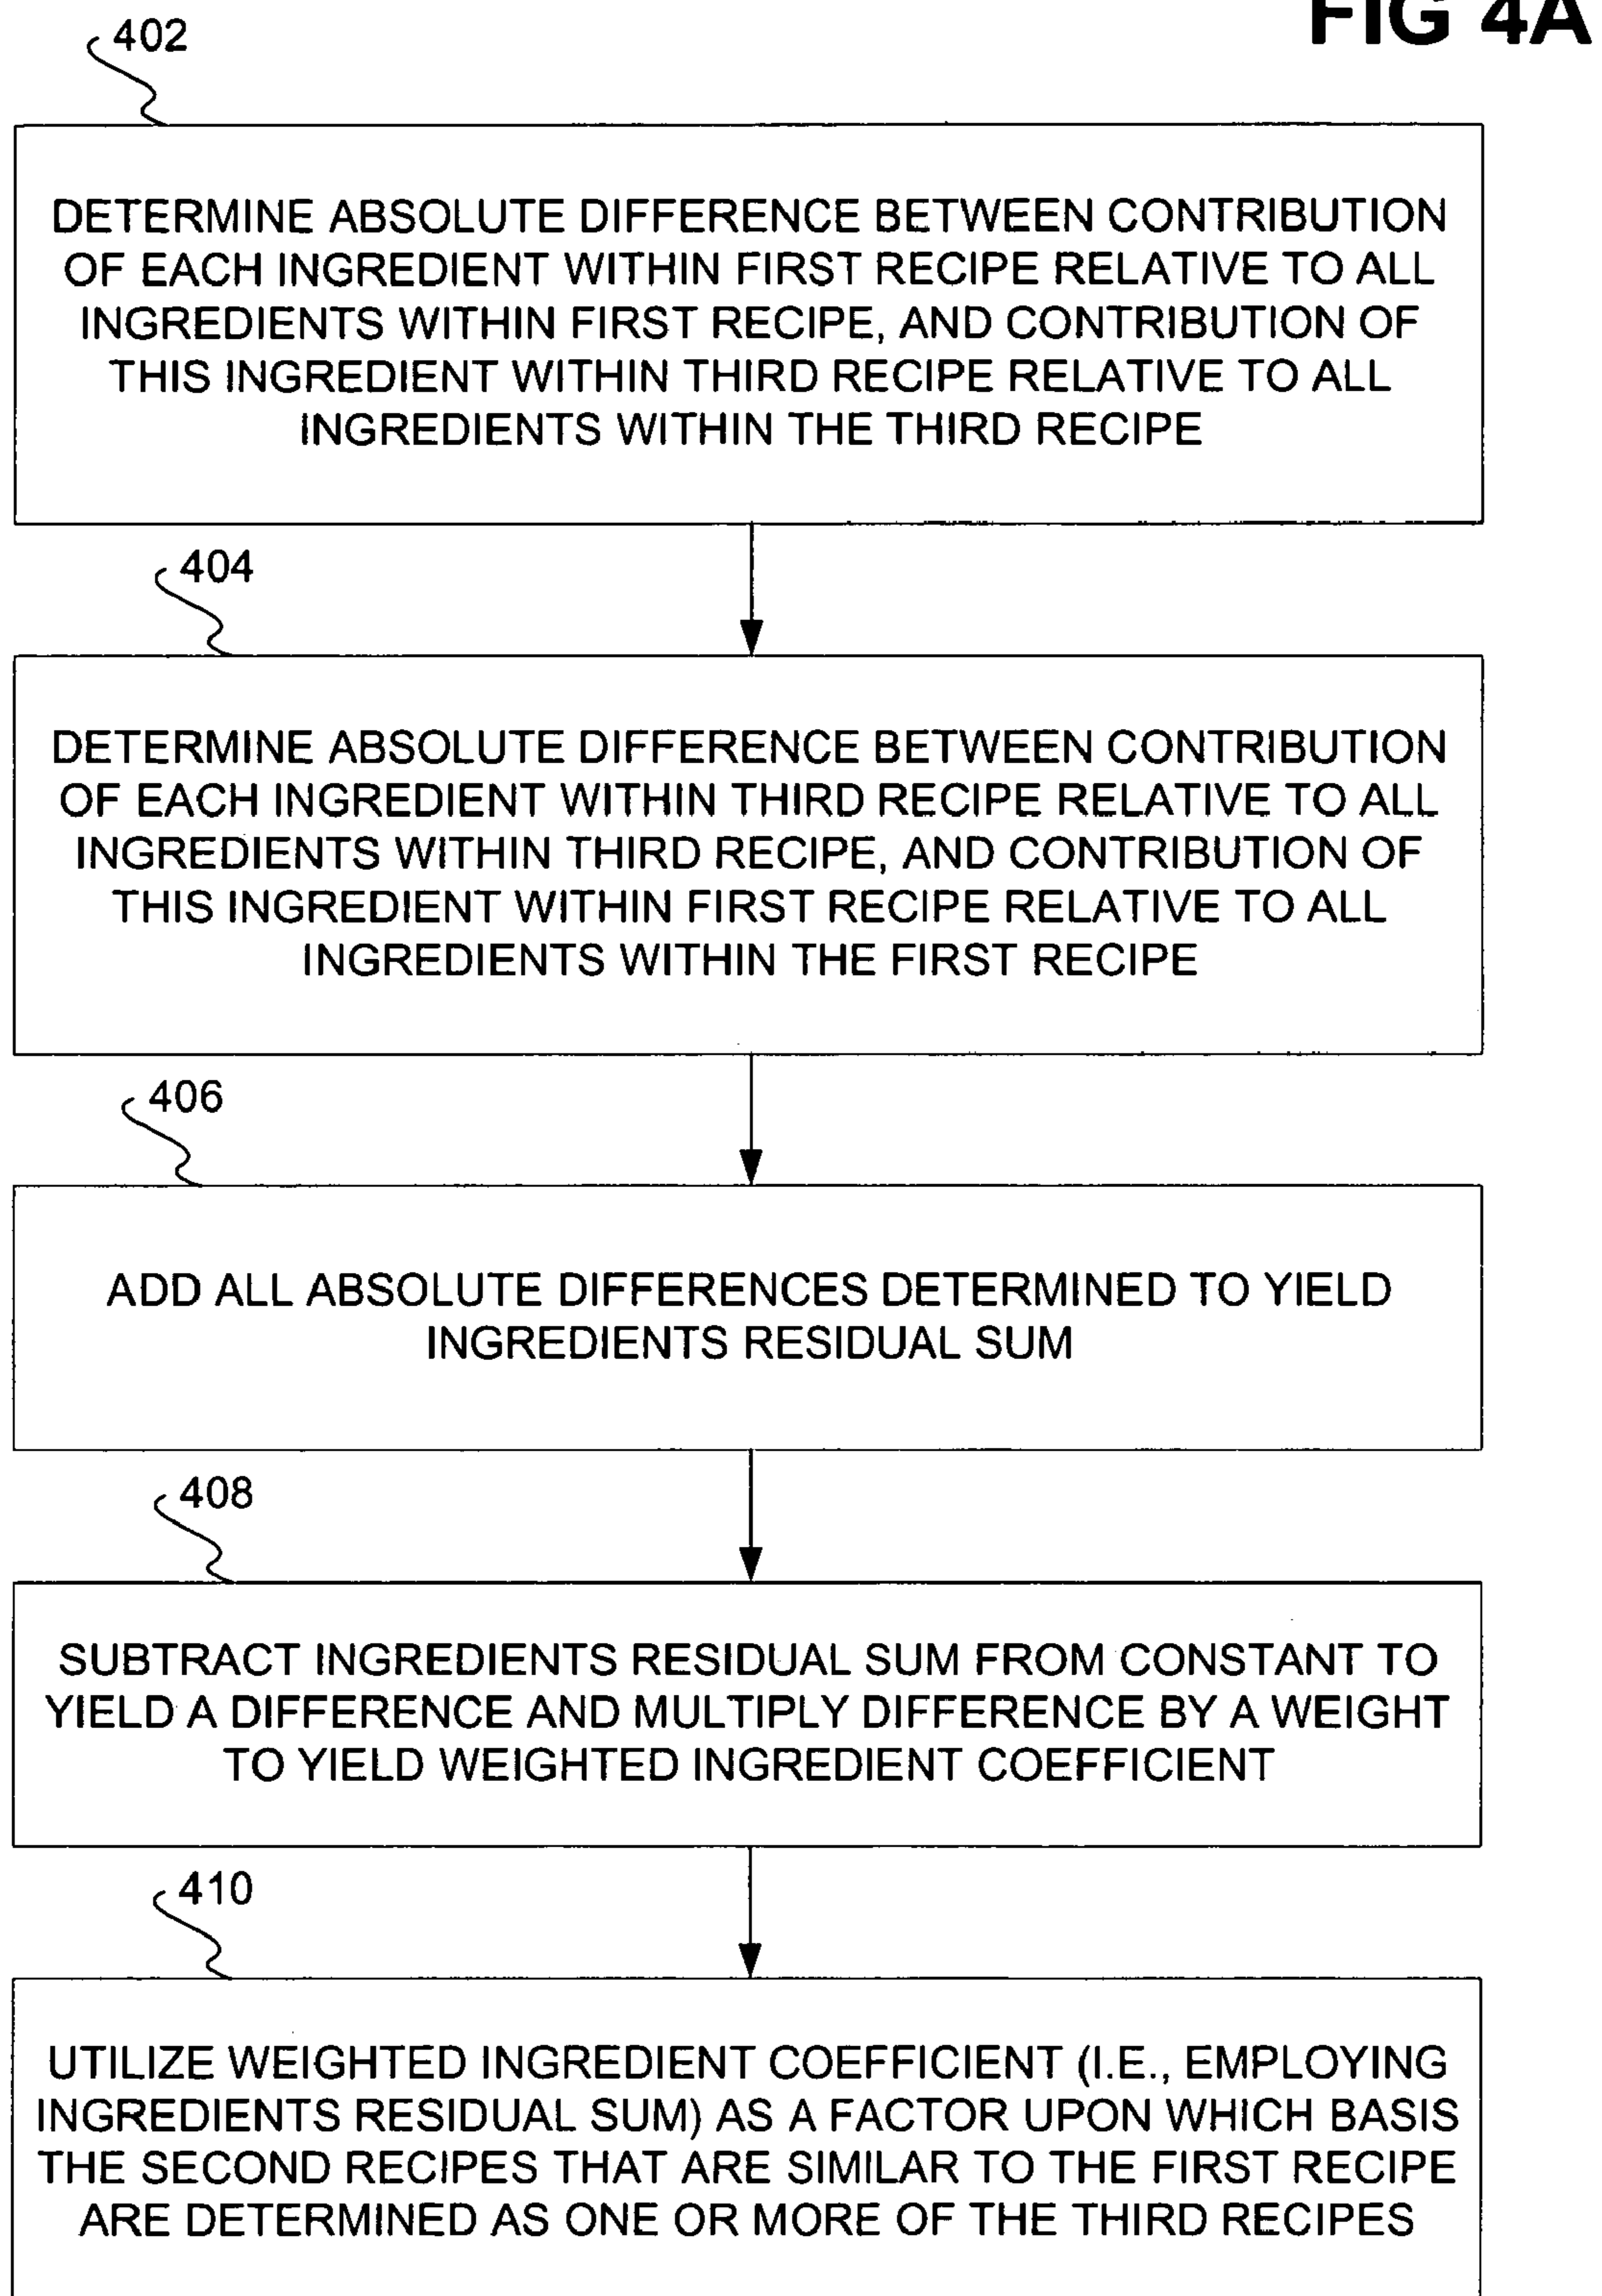 FIG 4A
402
DETERMINE ABSOLUTE DIFFERENCE BETWEEN CONTRIBUTION
OF EACH INGREDIENT WITHIN FIRST RECIPE RELATIVE TO ALL
INGREDIENTS WITHIN FIRST RECIPE, AND CONTRIBUTION OF
THIS INGREDIENT WITHIN THIRD RECIPE RELATIVE TO ALL
INGREDIENTS WITHIN THE THIRD RECIPE
404
DETERMINE ABSOLUTE DIFFERENCE BETWEEN CONTRIBUTION
OF EACH INGREDIENT WITHIN THIRD RECIPE RELATIVE TO ALL
INGREDIENTS WITHIN THIRD RECIPE, AND CONTRIBUTION OF
THIS INGREDIENT WITHIN FIRST RECIPE RELATIVE TO ALL
INGREDIENTS WITHIN THE FIRST RECIPE
406
ADD ALL ABSOLUTE DIFFERENCES DETERMINED TO YIELD
INGREDIENTS RESIDUAL SUM
408
SUBTRACT INGREDIENTS RESIDUAL SUM FROM CONSTANT TO
YIELD A DIFFERENCE AND MULTIPLY DIFFERENCE BY A WEIGHT
TO YIELD WEIGHTED INGREDIENT COEFFICIENT
410
UTILIZE WEIGHTED INGREDIENT COEFFICIENT (I.E., EMPLOYING
INGREDIENTS RESIDUAL SUM) AS A FACTOR UPON WHICH BASIS
THE SECOND RECIPES THAT ARE SIMILAR TO THE FIRST RECIPE
ARE DETERMINED AS ONE OR MORE OF THE THIRD RECIPES